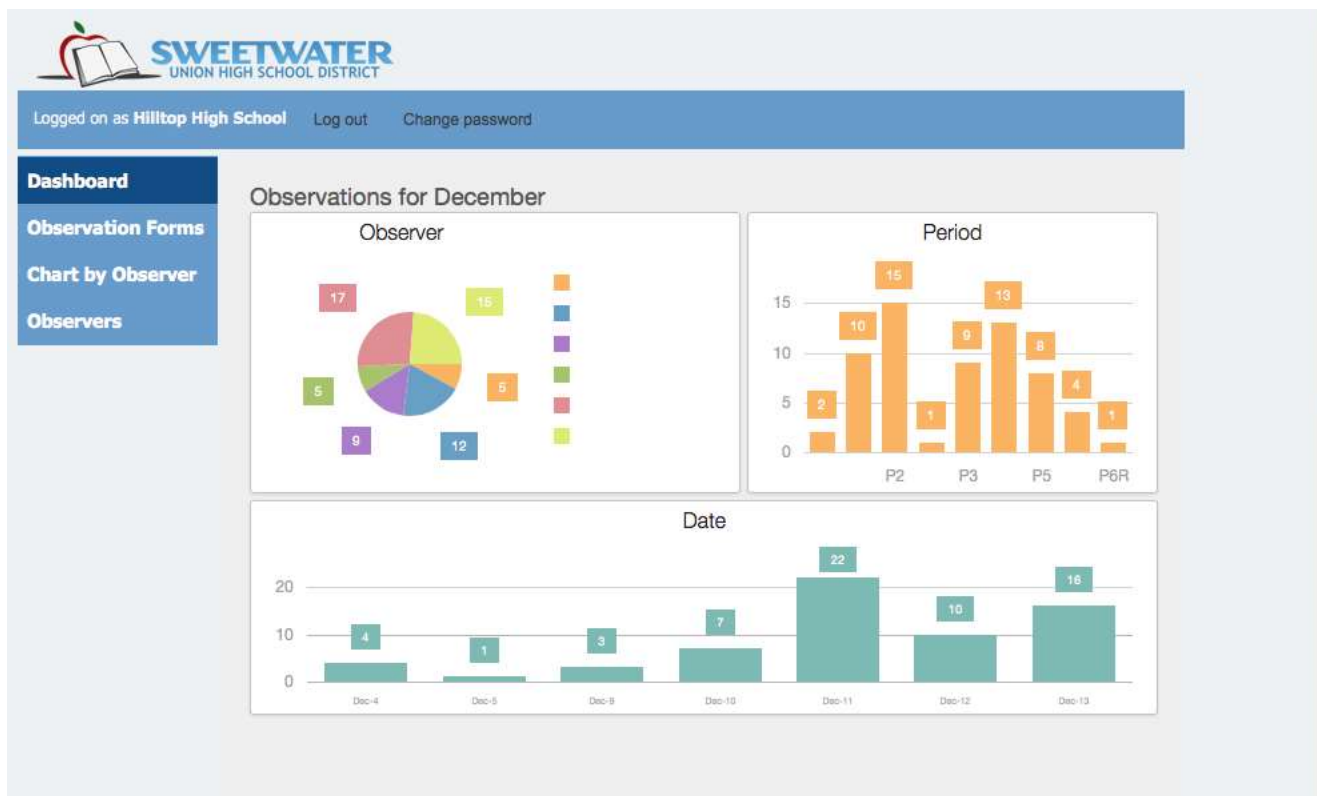 SWEETWATER
UNION HIGH SCHOOL DISTRICT
Logged on as Hilltop High School Log out Change password
Dashboard
Observation Forms
Chart by Observer
Observers
Observations for December
Observer
17
15
5
5
9
12
Period
15
10
5
0
2
10
15
1
9
13
8
4
1
P2 P3 P5 P6R
Date
20
10
0
4
1
3
7
22
10
16
Dec-4 Dec-5 Dec-9 Dec-10 Dec-11 Dec-12 Dec-13